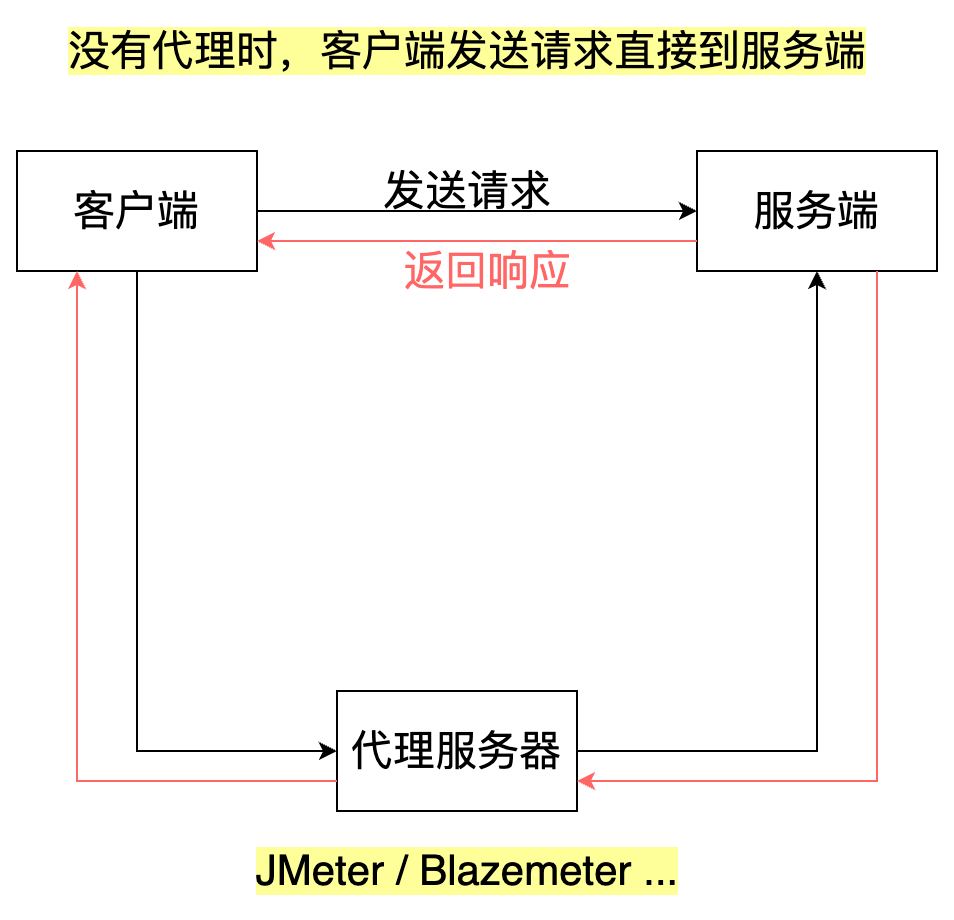 没有代理时，客户端发送请求直接到服务端
客户端
发送请求
服务端
返回响应
代理服务器
JMeter / Blazemeter ...